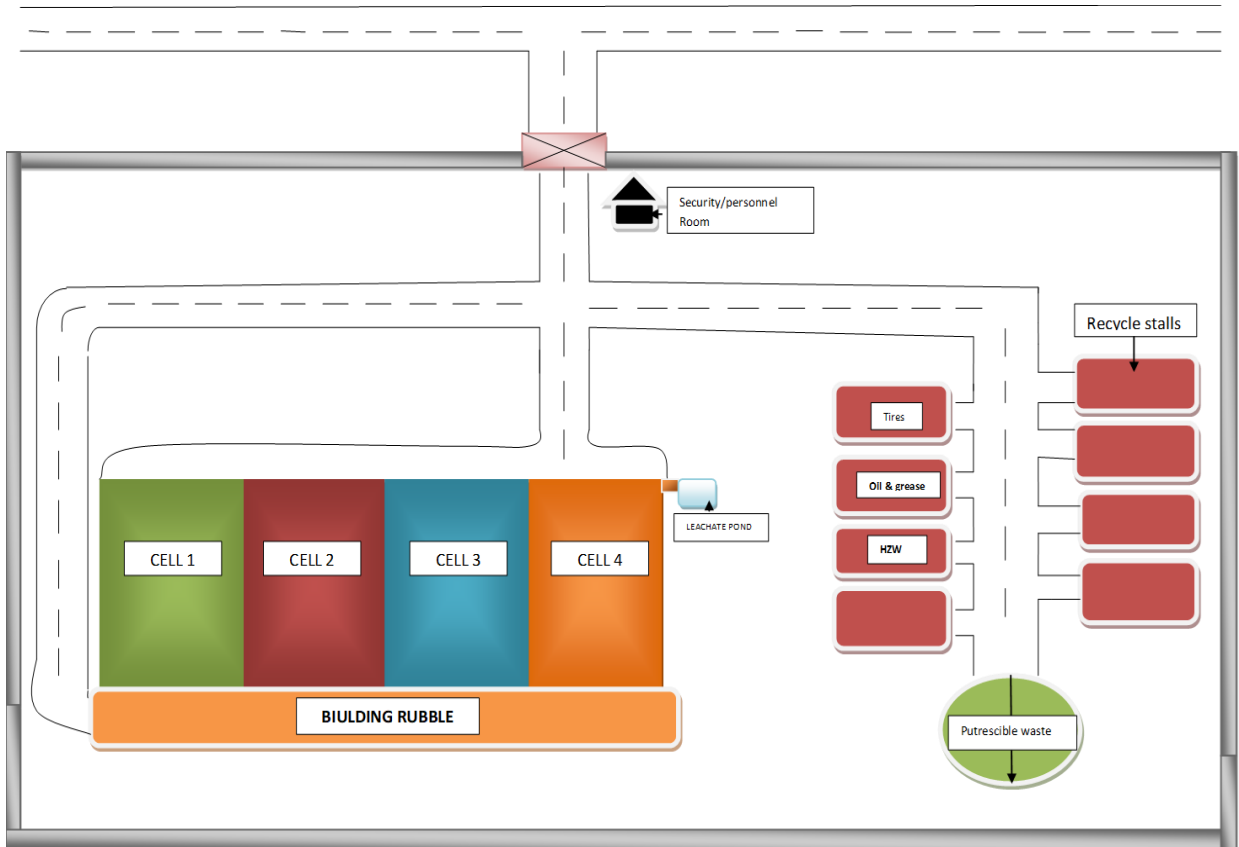 Security/personnel
Room
Recycle stalls
Tires
Oil & grease
LEACHATE POND
HZW
CELL 1
CELL 2
CELL 3
CELL 4
BIULDING RUBBLE
Putrescible waste